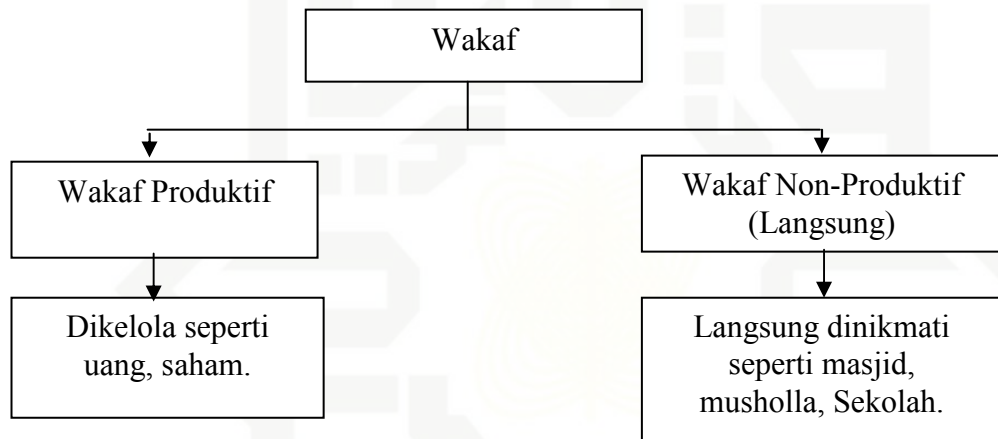 Wakaf
Wakaf Produktif
Wakaf Non-Produktif
(Langsung)
Dikelola seperti
uang, saham.
Langsung dinikmati
seperti masjid,
musholla, Sekolah.